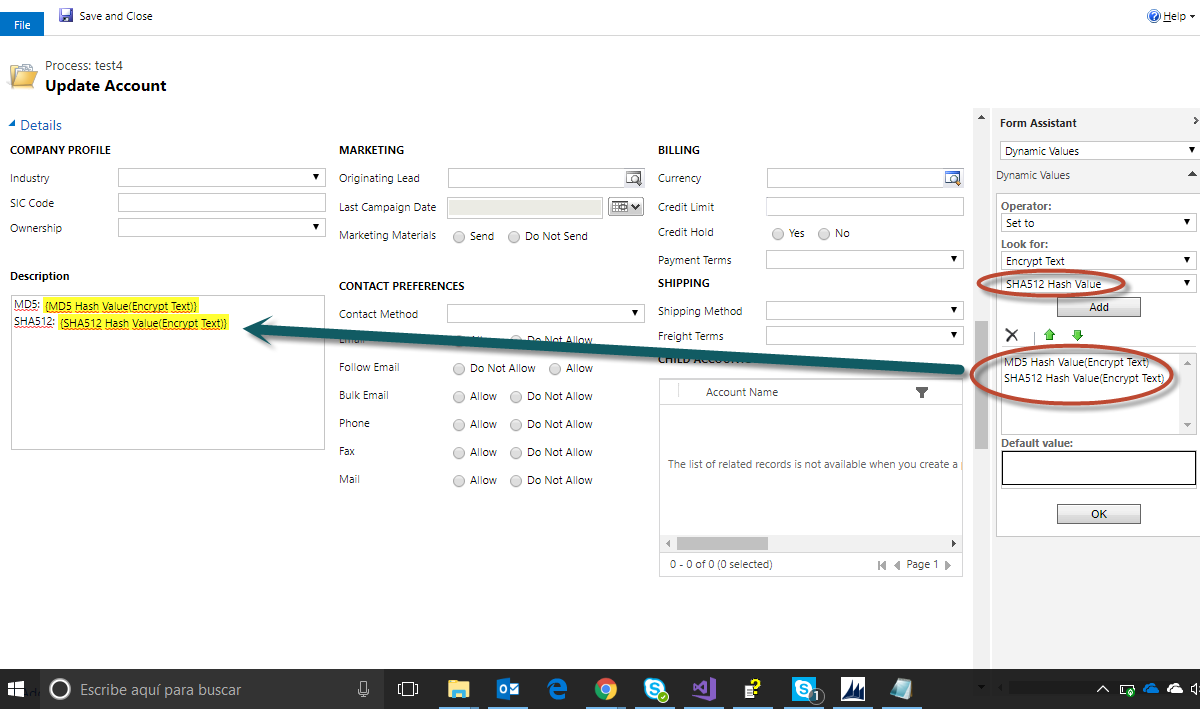 File
Save and Close
Help
Process: test4
Update Account
Details
COMPANY PROFILE
Industry
SIC Code
Ownership
Description
MD5: {MD5 Hash Value(Encrypt Text)}
SHA512: {SHA512 Hash Value(Encrypt Text)}
MARKETING
Originating Lead
Last Campaign Date
Marketing Materials Send Do Not Send
CONTACT PREFERENCES
Contact Method
Email Allow Do Not Allow
Follow Email Do Not Allow Allow
Bulk Email Allow Do Not Allow
Phone Allow Do Not Allow
Fax Allow Do Not Allow
Mail Allow Do Not Allow
BILLING
Currency
Credit Limit
Credit Hold Yes No
Payment Terms
SHIPPING
Shipping Method
Freight Terms
CHILD ACCOUNTS
Account Name
The list of related records is not available when you create a
0 - 0 of 0 (0 selected) Page 1
Form Assistant
Dynamic Values
Dynamic Values
Operator:
Set to
Look for:
Encrypt Text
SHA512 Hash Value
Add
MD5 Hash Value(Encrypt Text)
SHA512 Hash Value(Encrypt Text)
Default value:
OK
Escribe aquí para buscar
1